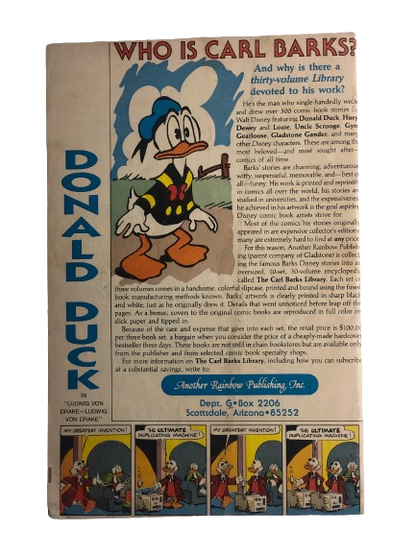 WHO IS CARL BARKS?
And why is there a
thirty-volume Library
devoted to his work?
He's the man who single-handedly
and drew over 500 comic book stories
Walt Disney featuring Donald Duck, Huey,
Dewey and Louie, Uncle Scrooge, Gyro
Gearloose, Gladstone Gander, and many
other Disney characters. These are among the
most beloved—and most sought after—
comics of all time.
Barks' stories are charming, adventurous,
witty, suspenseful, memorable, and—best of
all—funny. His work is printed and reprinted
in comics all over the world, his stories are
studied in universities, and the expressiveness
he achieved in his artwork is the goal aspiring
Disney comic book artists strive for.
Most of the comics his stories originally
appeared in are expensive collector's editions
many are extremely hard to find at any price.
For this reason, Another Rainbow Publish-
ing (parent company of Gladstone) is collect-
ing the famous Barks Disney stories into an
oversized, 10-set, 30-volume encyclopedia
called The Carl Barks Library. Each set of
three volumes comes in a handsome, colorful slipcase, printed and bound using the finest
book manufacturing methods known. Barks' artwork is clearly printed in sharp black
and white, just as he originally drew it. Details that went unnoticed before leap off the
page. As a bonus, covers to the original comic books are reproduced in full color on
slick paper and tipped in.
Because of the care and expense that goes into each set, the retail price is $100.00
per three-book set, a bargain when you consider the price of a cheaply-made hardcover
bestseller these days. These books are not sold in chain bookstores but are available only
from the publisher and from selected comic book specialty shops.
For more information on The Carl Barks Library, including how you can subscribe
at a substantial savings, write to:
Another Rainbow Publishing, Inc.
Dept. G•Box 2206
Scottsdale, Arizona•85252
DONALD DUCK
IN
"LUDWIG VON
DRAKE—LUDWIG
VON DRAKE"
MY GREATEST INVENTION!
THE ULTIMATE
DUPLICATING MACHINE!
MY GREATEST INVENTION!
THE ULTIMATE
DUPLICATING MACHINE!